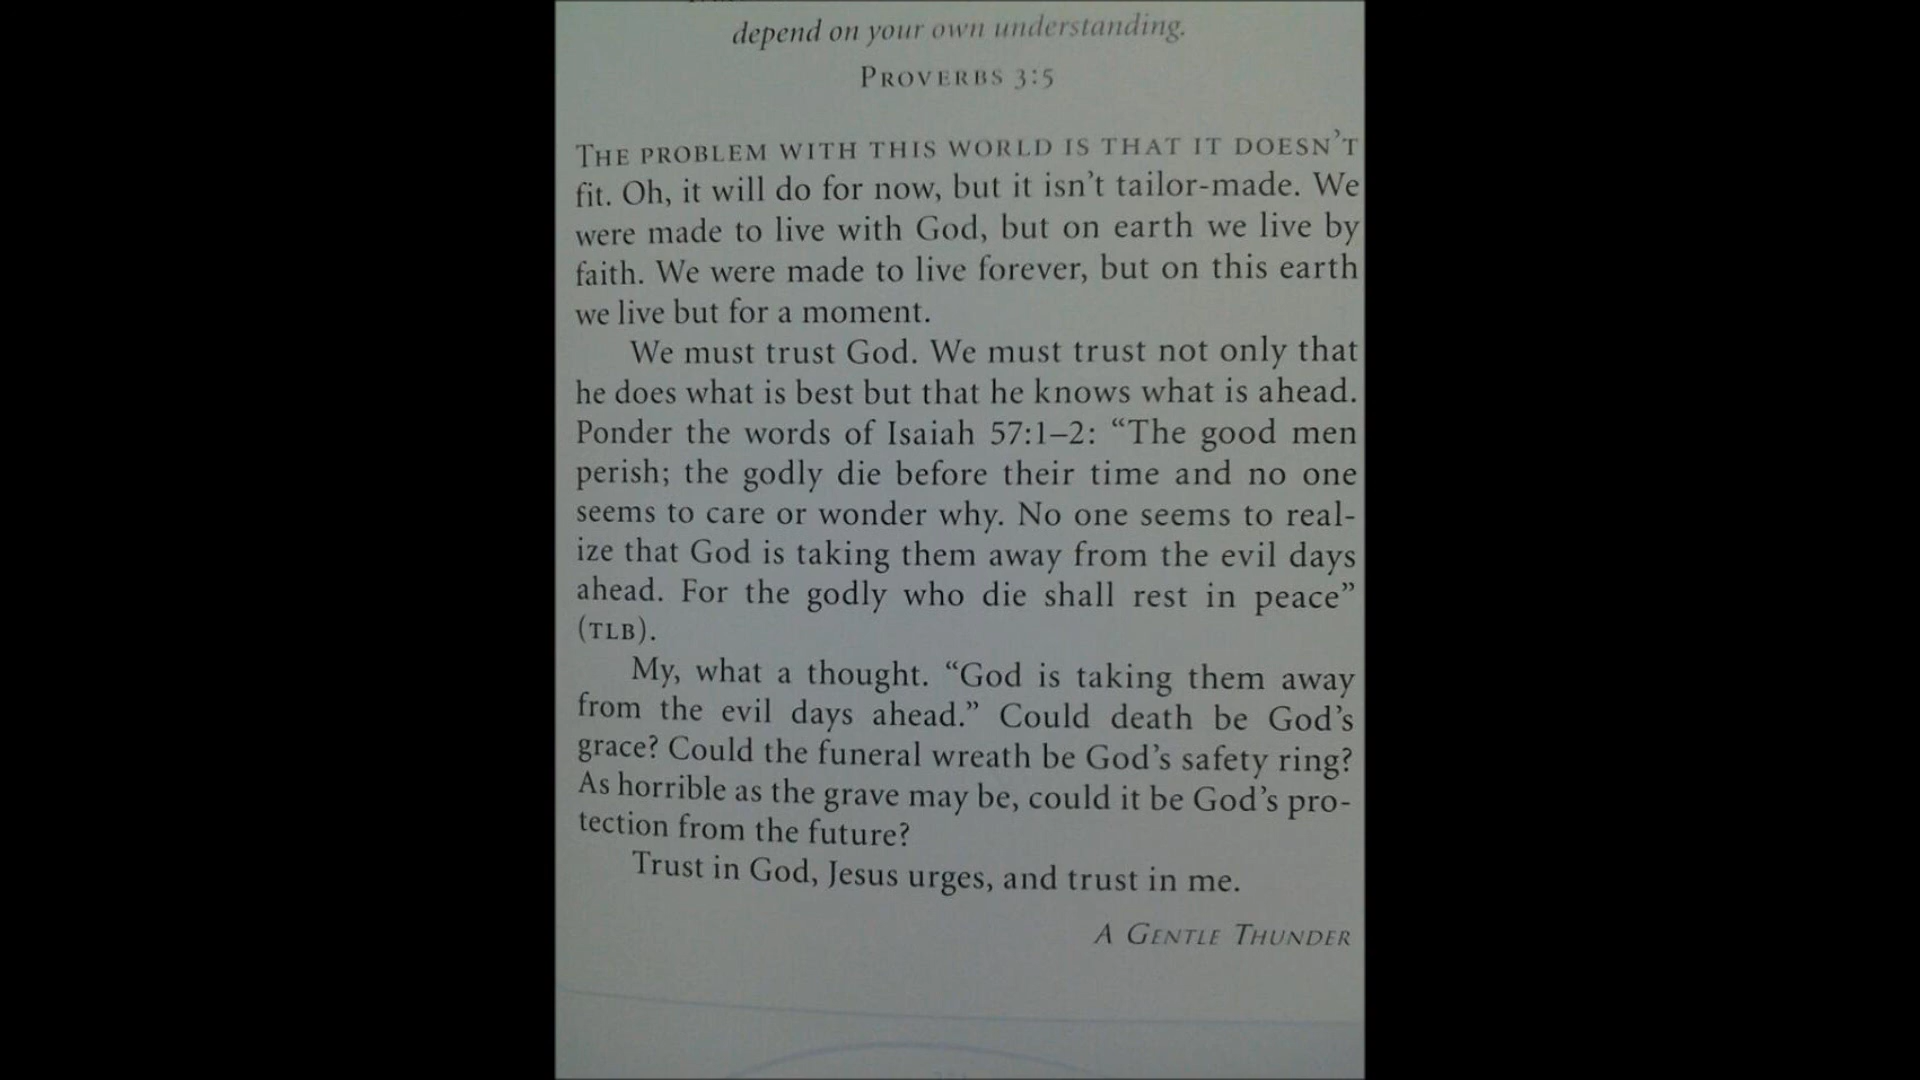 depend on your own understanding.
PROVERBS 3:5
THE PROBLEM WITH THIS WORLD IS THAT IT DOESN'T
fit. Oh, it will do for now, but it isn't tailor-made. We
were made to live with God, but on earth we live by
faith. We were made to live forever, but on this earth
we live but for a moment.
We must trust God. We must trust not only that
he does what is best but that he knows what is ahead.
Ponder the words of Isaiah 57:1–2: “The good men
perish; the godly die before their time and no one
seems to care or wonder why. No one seems to real-
ize that God is taking them away from the evil days
ahead. For the godly who die shall rest in peace”
(TLB).
My, what a thought. “God is taking them away
from the evil days ahead.” Could death be God’s
grace? Could the funeral wreath be God’s safety ring?
As horrible as the grave may be, could it be God’s pro-
tection from the future?
Trust in God, Jesus urges, and trust in me.
A GENTLE THUNDER